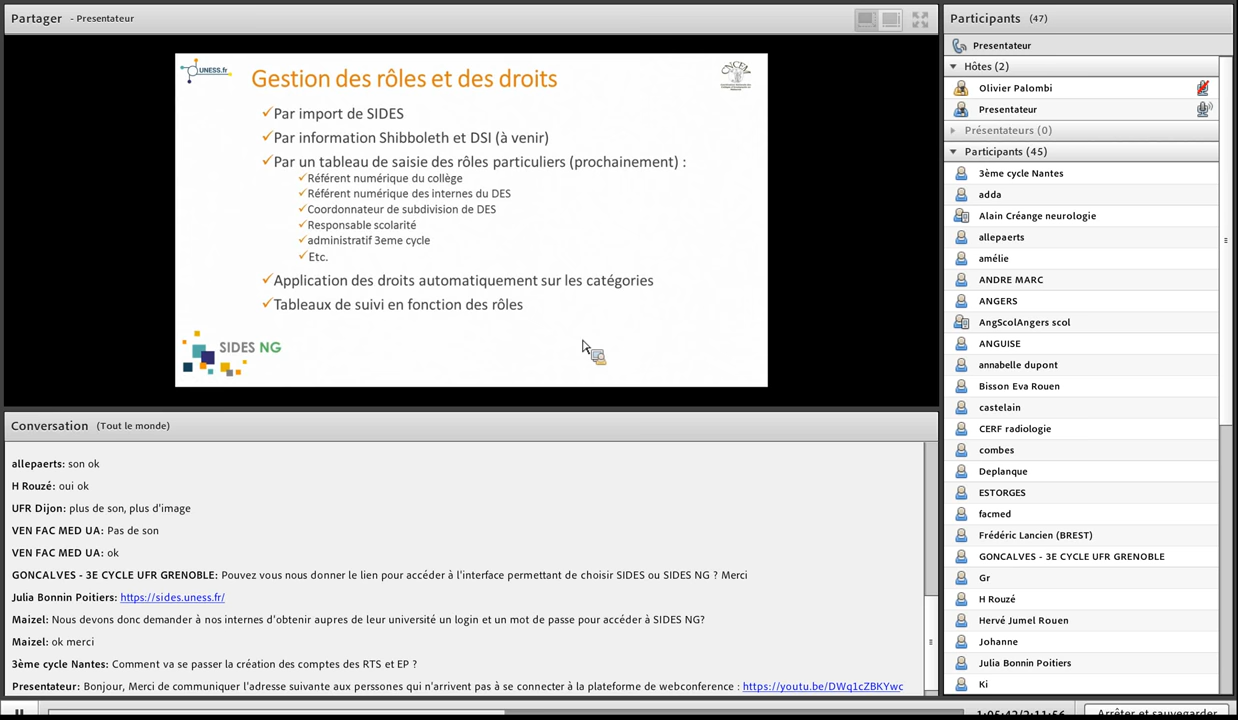 Partager - Presentateur
UNESS.fr
Gestion des rôles et des droits
Par import de SIDES
Par information Shibboleth et DSI (à venir)
Par un tableau de saisie des rôles particuliers (prochainement) :
Référent numérique du collège
Référent numérique des internes du DES
Coordonnateur de subdivision de DES
Responsable scolarité
administratif 3eme cycle
Etc.
Application des droits automatiquement sur les catégories
Tableaux de suivi en fonction des rôles
SIDES NG
Conversation (Tout le monde)
allepaerts: son ok
H Rouzé: oui ok
UFR Dijon: plus de son, plus d'image
VEN FAC MED UA: Pas de son
VEN FAC MED UA: ok
GONCALVES - 3E CYCLE UFR GRENOBLE: Pouvez vous nous donner le lien pour accéder à l'interface permettant de choisir SIDES ou SIDES NG ? Merci
Julia Bonnin Poitiers: https://sides.uness.fr/
Maizel: Nous devons donc demander à nos internes d'obtenir aupres de leur université un login et un mot de passe pour accéder à SIDES NG?
Maizel: ok merci
3ème cycle Nantes: Comment va se passer la création des comptes des RTS et EP ?
Presentateur: Bonjour, Merci de communiquer l'adresse suivante aux perssones qui n'arrivent pas à se connecter à la plateforme de webconference : https://youtu.be/DWq1cZBKYwc
Participants (47)
Presentateur
Hôtes (2)
Olivier Palombi
Presentateur
Présentateurs (0)
Participants (45)
3ème cycle Nantes
adda
Alain Créange neurologie
allepaerts
amélie
ANDRE MARC
ANGERS
AngScolAngers scol
ANGUISE
annabelle dupont
Bisson Eva Rouen
castelain
CERF radiologie
combes
Deplanque
ESTORGES
facmed
Frédéric Lancien (BREST)
GONCALVES - 3E CYCLE UFR GRENOBLE
Gr
H Rouzé
Hervé Jumel Rouen
Johanne
Julia Bonnin Poitiers
Ki
1:05:42/2:11:56
Arrêter et sauvegarder